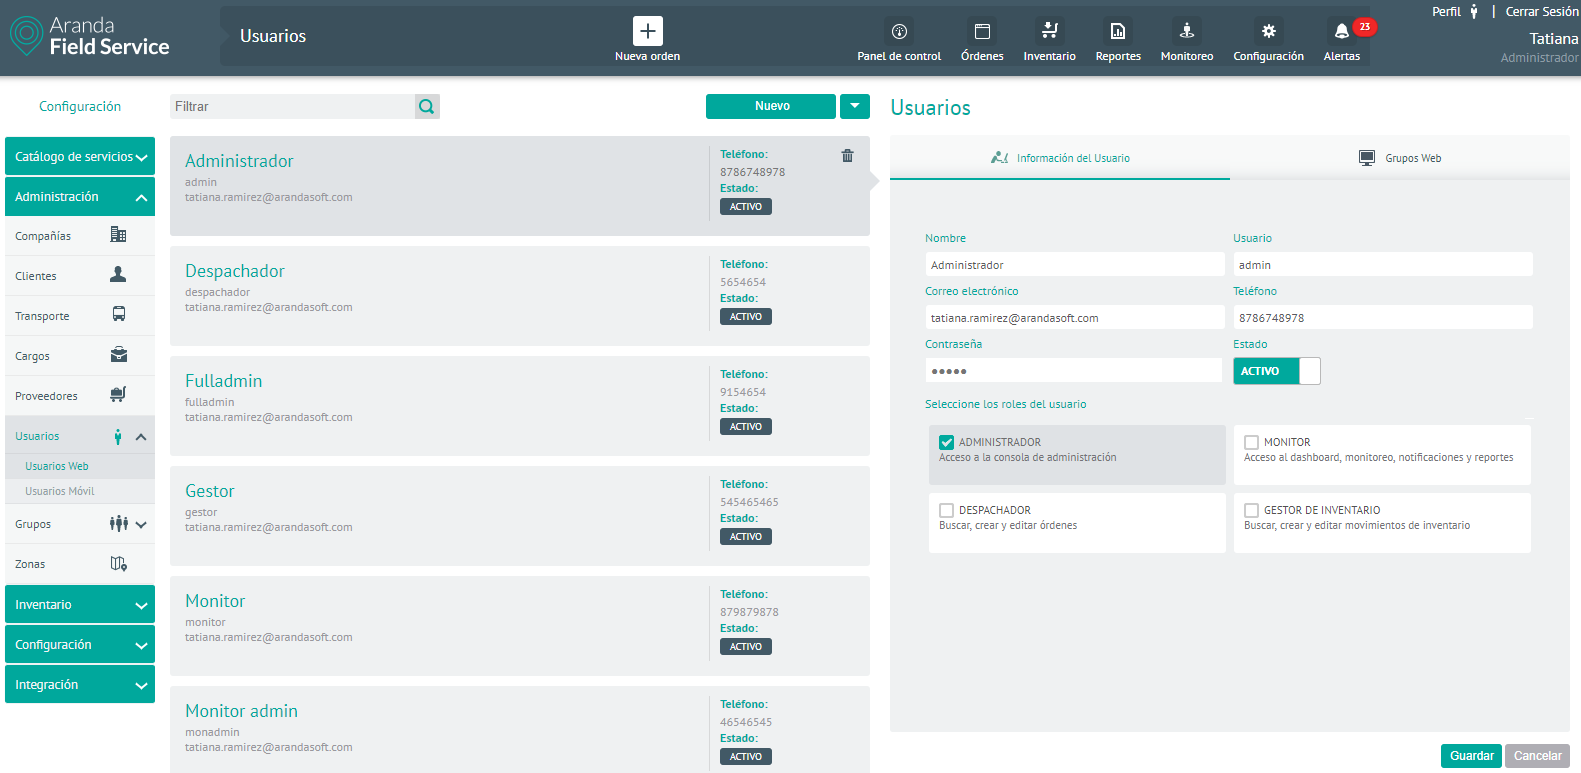 Aranda
Field Service
Usuarios
Nueva orden
Panel de control
Órdenes
Inventario
Reportes
Monitoreo
Configuración
Alertas
23
Perfil | Cerrar Sesión
Tatiana
Administrador
Configuración
Catálogo de servicios
Administración
Compañías
Clientes
Transporte
Cargos
Proveedores
Usuarios
Usuarios Web
Usuarios Móvil
Grupos
Zonas
Inventario
Configuración
Integración
Filtrar
Nuevo
Administrador
admin
tatiana.ramirez@arandasoft.com
Teléfono:
8786748978
Estado:
ACTIVO
Despachador
despachador
tatiana.ramirez@arandasoft.com
Teléfono:
5654654
Estado:
ACTIVO
Fulladmin
fulladmin
tatiana.ramirez@arandasoft.com
Teléfono:
9154654
Estado:
ACTIVO
Gestor
gestor
tatiana.ramirez@arandasoft.com
Teléfono:
545465465
Estado:
ACTIVO
Monitor
monitor
tatiana.ramirez@arandasoft.com
Teléfono:
879879878
Estado:
ACTIVO
Monitor admin
monadmin
tatiana.ramirez@arandasoft.com
Teléfono:
46546545
Estado:
ACTIVO
Usuarios
Información del Usuario
Grupos Web
Nombre
Administrador
Usuario
admin
Correo electrónico
tatiana.ramirez@arandasoft.com
Teléfono
8786748978
Contraseña
●●●●●
Estado
ACTIVO
Seleccione los roles del usuario
ADMINISTRADOR
Acceso a la consola de administración
MONITOR
Acceso al dashboard, monitoreo, notificaciones y reportes
DESPACHADOR
Buscar, crear y editar órdenes
GESTOR DE INVENTARIO
Buscar, crear y editar movimientos de inventario
Guardar
Cancelar